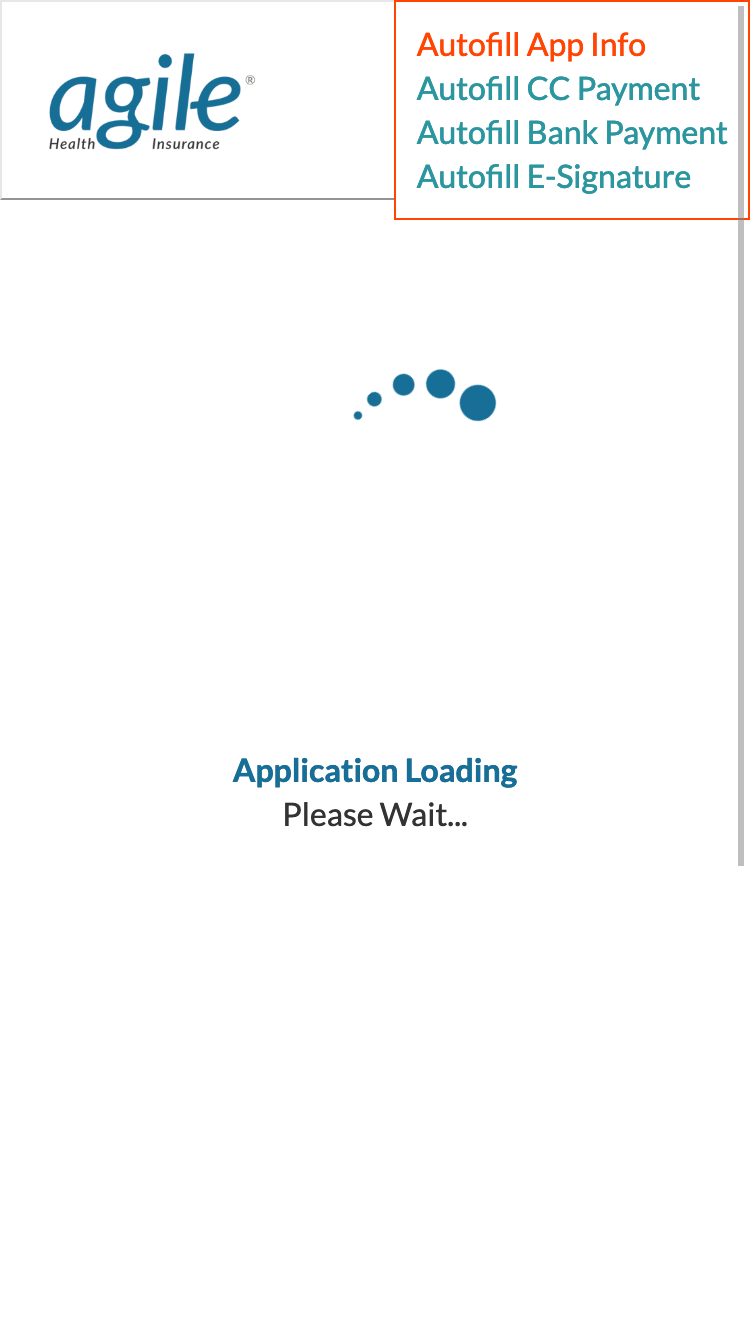 agile®
Health Insurance
Autofill App Info
Autofill CC Payment
Autofill Bank Payment
Autofill E-Signature
Application Loading
Please Wait...